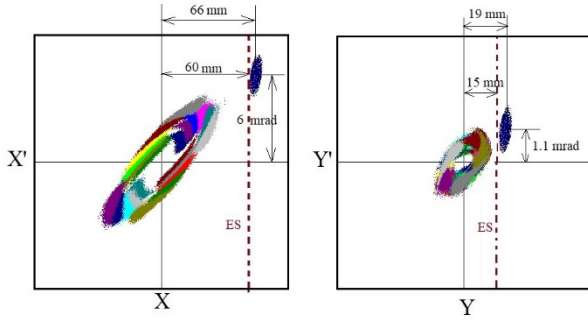 66 mm
60 mm
6 mrad
X'
ES
X
19 mm
15 mm
1.1 mrad
Y'
ES
Y